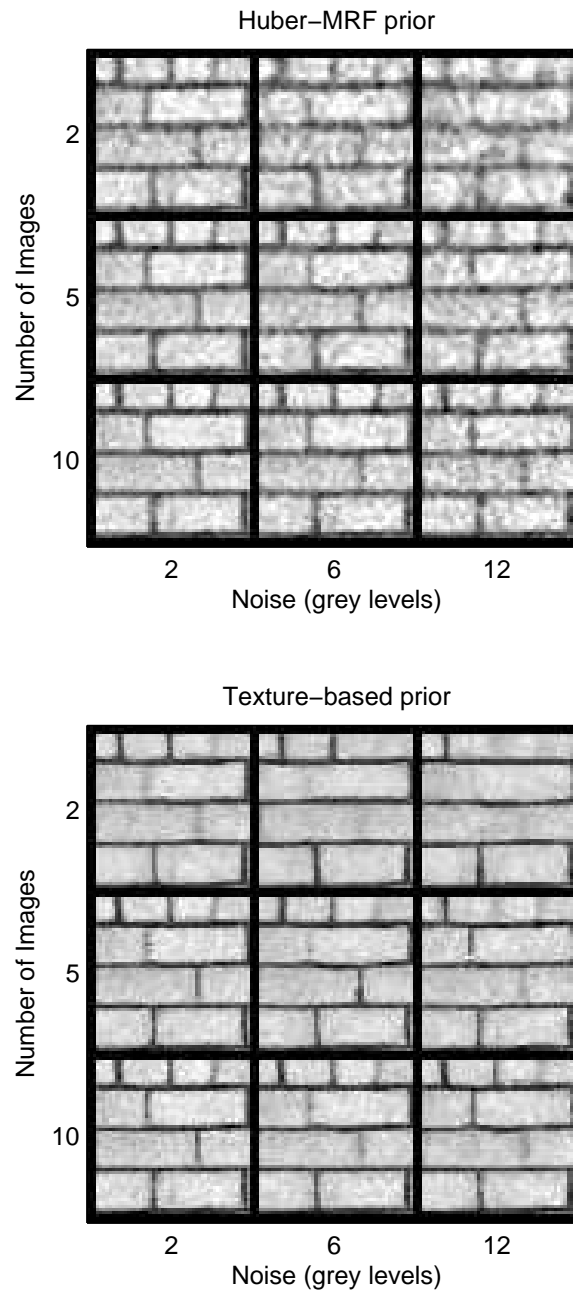 Huber−MRF prior
Number of Images
2
5
10
2 6 12
Noise (grey levels)
Texture−based prior
Number of Images
2
5
10
2 6 12
Noise (grey levels)